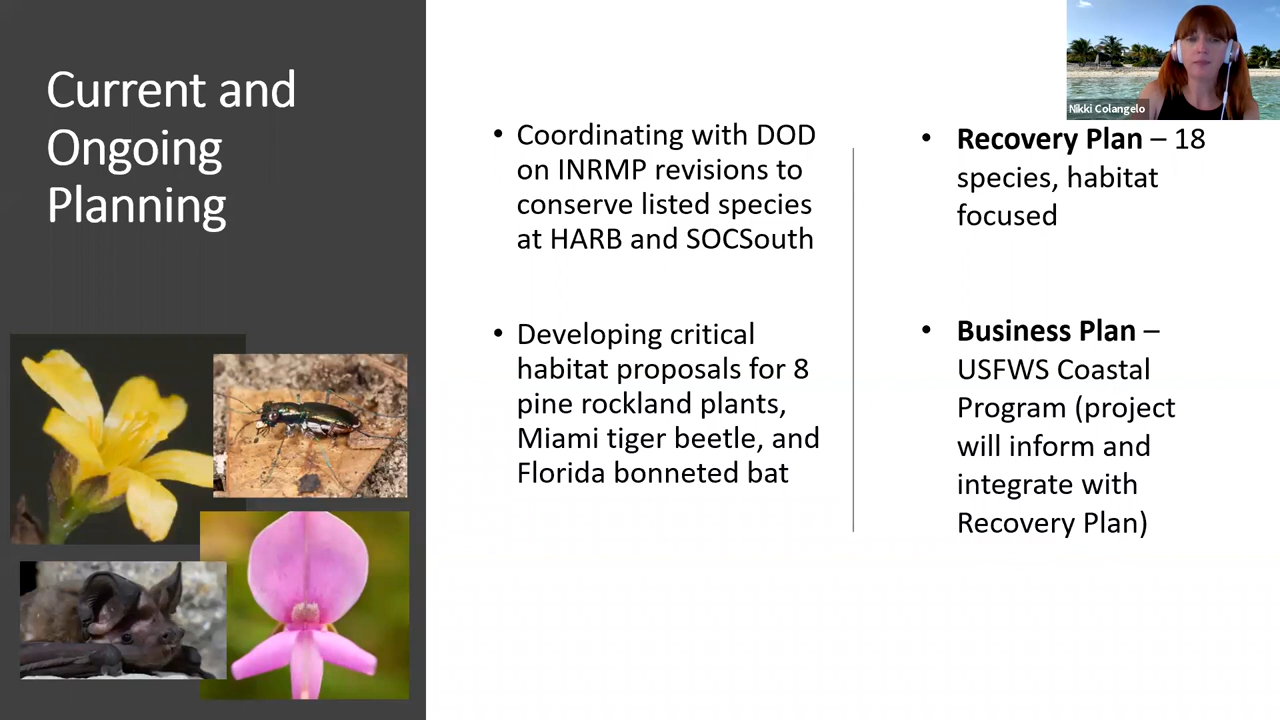 Current and
Ongoing
Planning
• Coordinating with DOD
on INRMP revisions to
conserve listed species
at HARB and SOCSouth
• Developing critical
habitat proposals for 8
pine rockland plants,
Miami tiger beetle, and
Florida bonneted bat
Nikki Colangelo
• Recovery Plan – 18
species, habitat
focused
• Business Plan –
USFWS Coastal
Program (project
will inform and
integrate with
Recovery Plan)